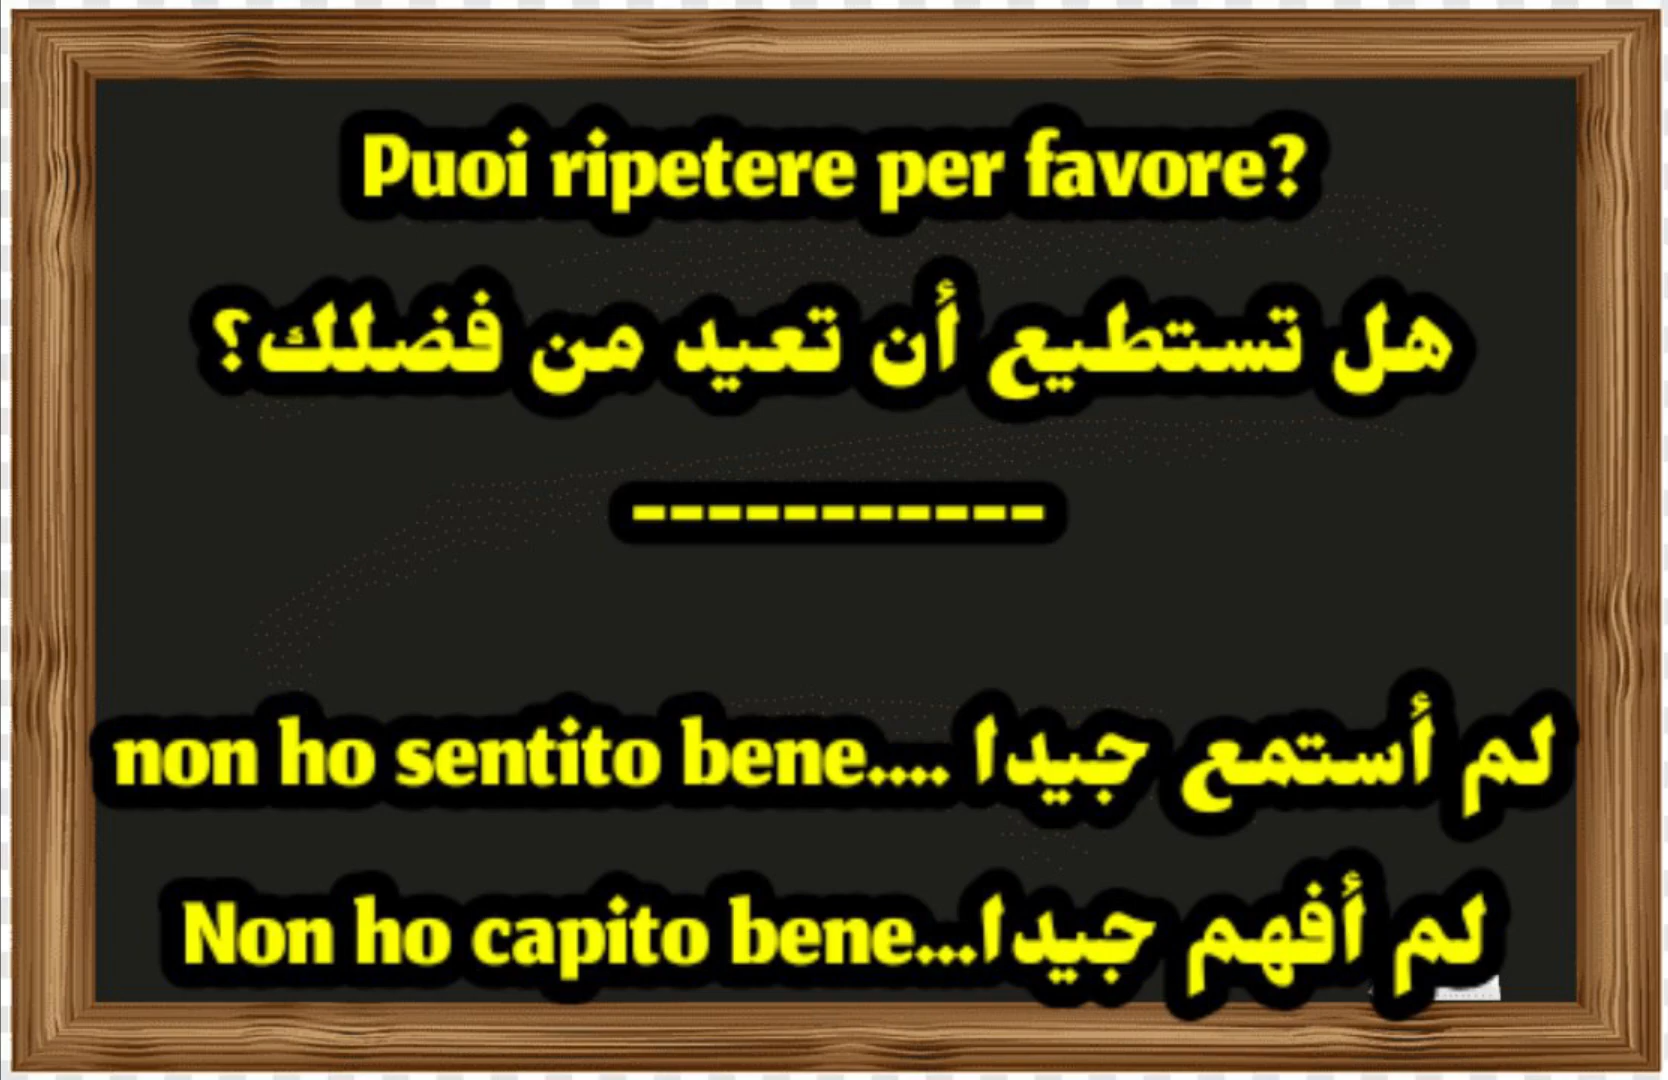 Puoi ripetere per favore?
هل تستطيع أن تعيد من فضلك؟
-----------
non ho sentito bene.... لم أستمع جيدا
Non ho capito bene...لم أفهم جيدا